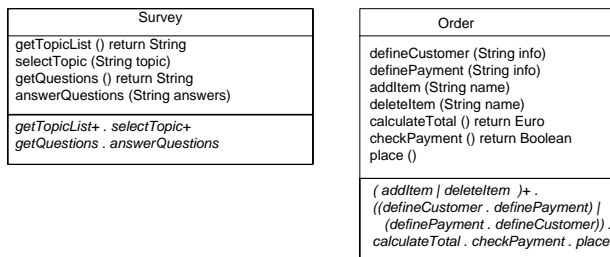 Survey
getTopicList () return String
selectTopic (String topic)
getQuestions () return String
answerQuestions (String answers)
getTopicList+ . selectTopic+
getQuestions . answerQuestions
Order
defineCustomer (String info)
definePayment (String info)
addItem (String name)
deleteItem (String name)
calculateTotal () return Euro
checkPayment () return Boolean
place ()
( addItem | deleteItem )+ .
((defineCustomer . definePayment) |
(definePayment . defineCustomer)) .
calculateTotal . checkPayment . place